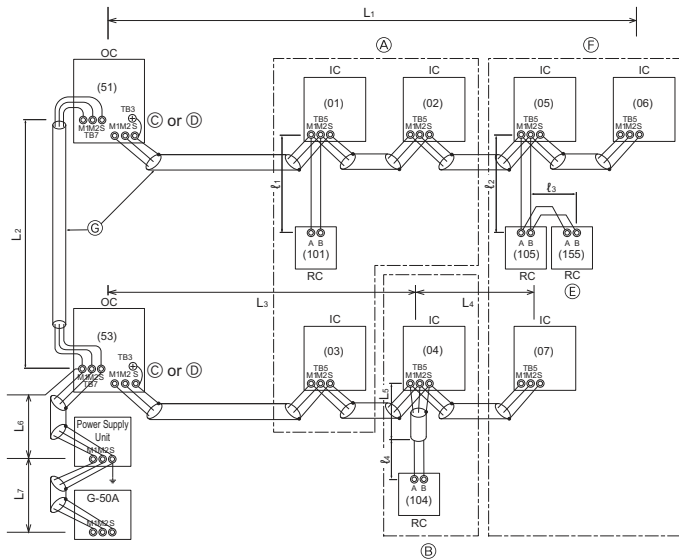 L1
A
F
OC
IC
IC
IC
IC
(51)
(01)
(02)
(05)
(06)
TB3
C or D
M1M2S
TB7
M1M2 S
TB5
M1M2S
TB5
M1M2S
TB5
M1M2S
TB5
M1M2S
ℓ1
ℓ2
ℓ3
L2
G
A B
(101)
RC
A B
(105)
RC
A B
(155)
RC
E
L3
L4
OC
IC
IC
IC
(53)
(03)
(04)
(07)
TB3
C or D
M1M2S
TB7
M1M2 S
TB5
M1M2S
TB5
M1M2S
TB5
M1M2S
L5
L6
Power Supply
Unit
M1M2S
ℓ4
A B
(104)
RC
L7
G-50A
M1M2S
B